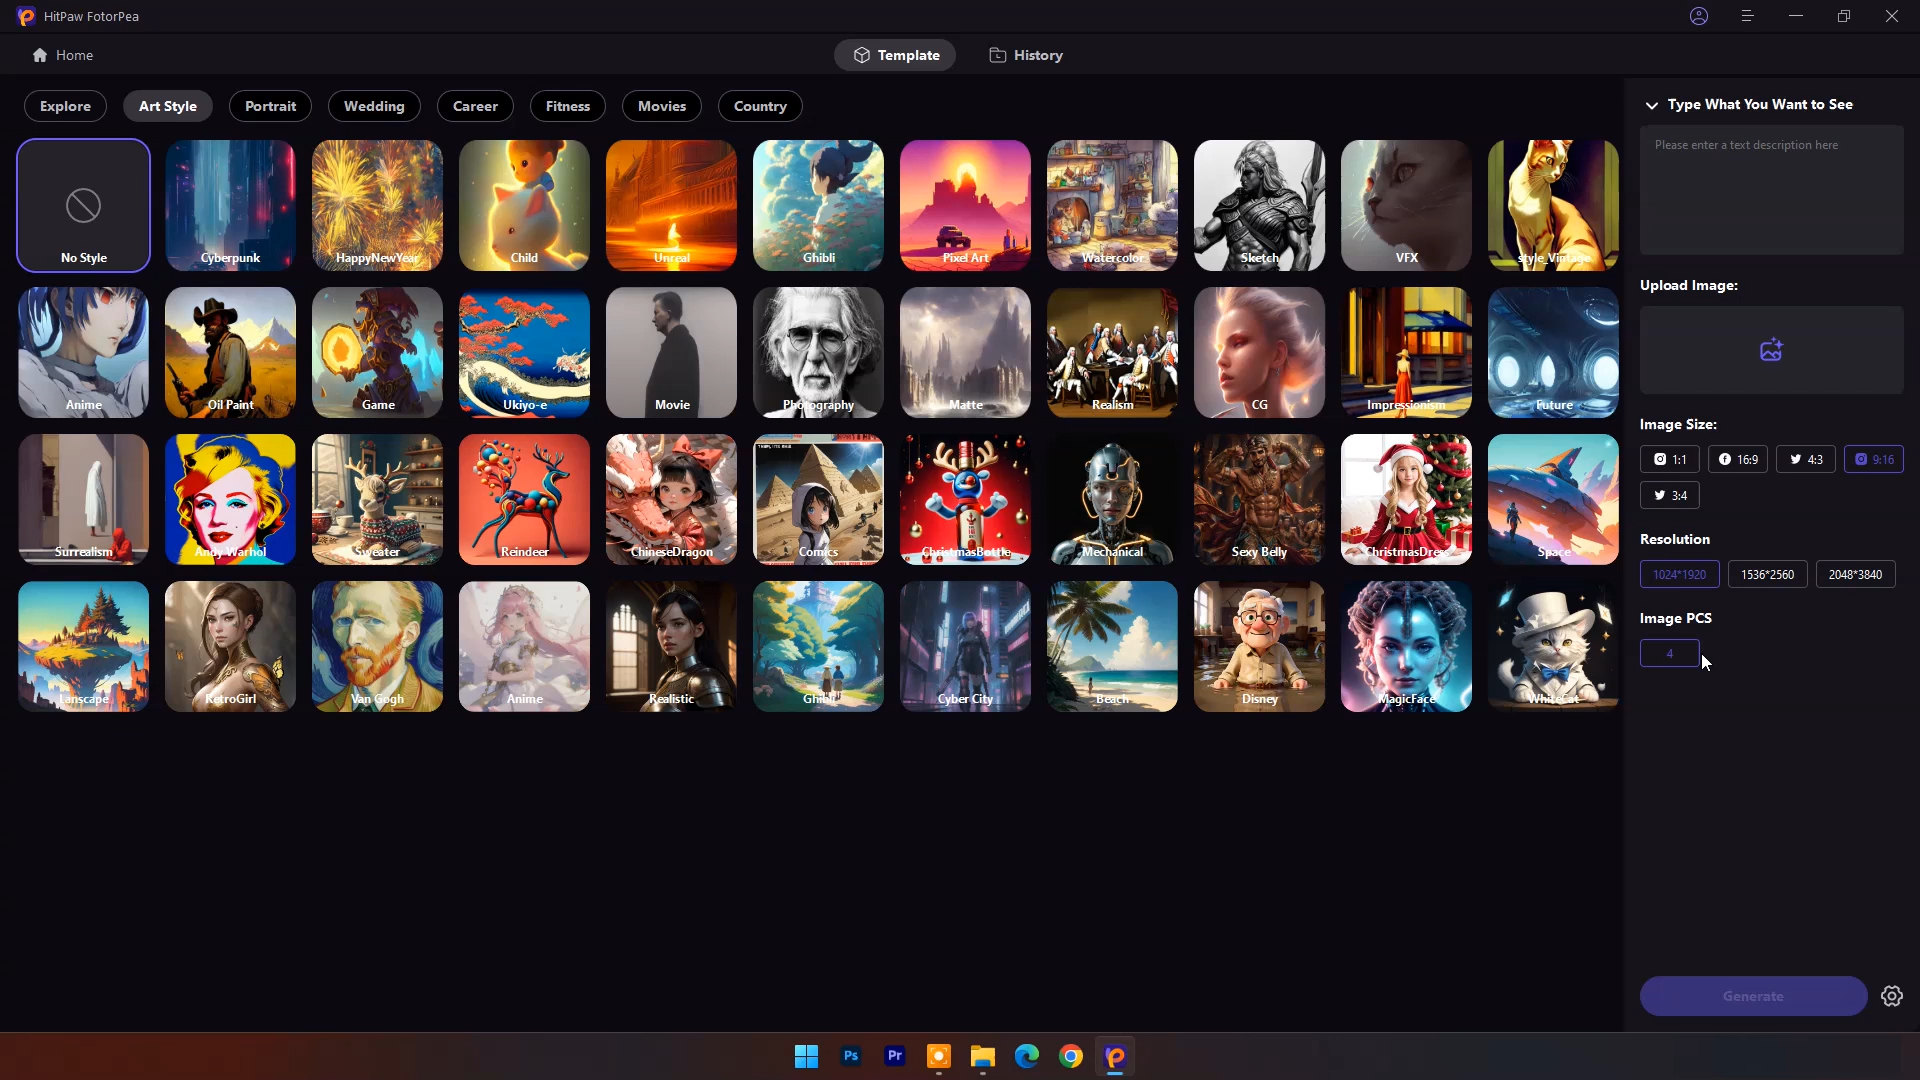 HitPaw FotorPea
Home
Template
History
Explore
Art Style
Portrait
Wedding
Career
Fitness
Movies
Country
No Style
Cyberpunk
HappyNewYear
Child
Unreal
Ghibli
Pixel Art
Watercolor
Sketch
VFX
style_Vintage
Anime
Oil Paint
Game
Ukiyo-e
Movie
Photography
Matte
Realism
CG
Impressionism
Future
Surrealism
Andy Warhol
Sweater
Reindeer
ChineseDragon
Comics
ChristmasBottle
Mechanical
Sexy Belly
ChristmasDress
Space
Lanscape
RetroGirl
Van Gogh
Anime
Realistic
Ghibli
Cyber City
Beach
Disney
MagicFace
WhiteCat
Type What You Want to See
Please enter a text description here
Upload Image:
Image Size:
1:1
16:9
4:3
9:16
3:4
Resolution
1024*1920
1536*2560
2048*3840
Image PCS
4
Generate
Ps
Pr